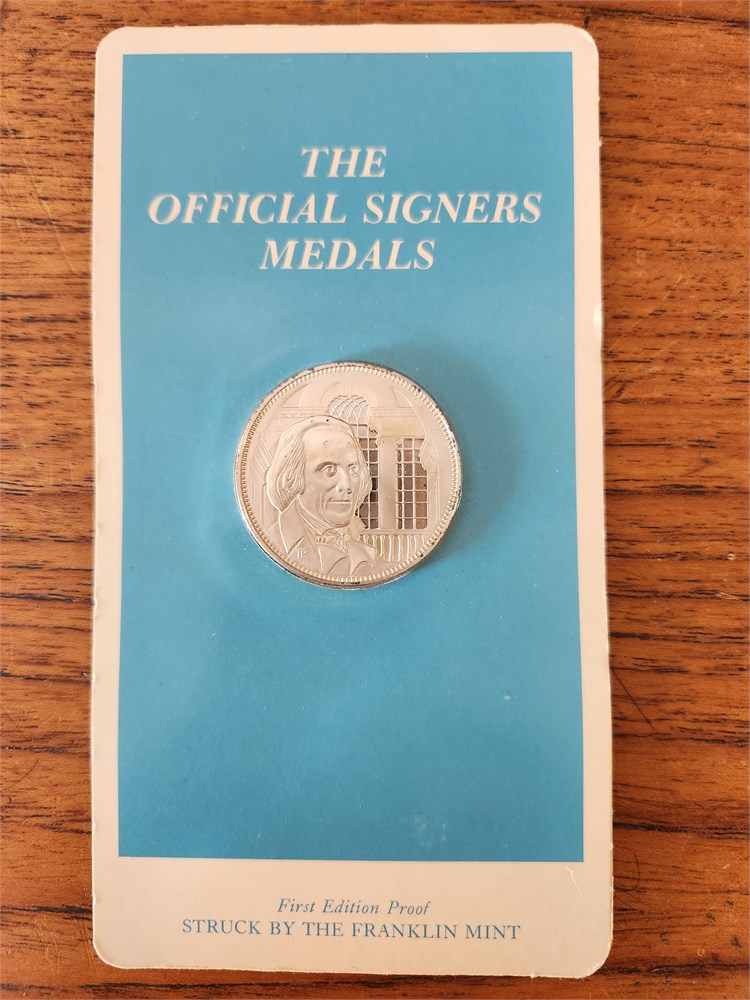 THE
OFFICIAL SIGNERS
MEDALS
First Edition Proof
STRUCK BY THE FRANKLIN MINT